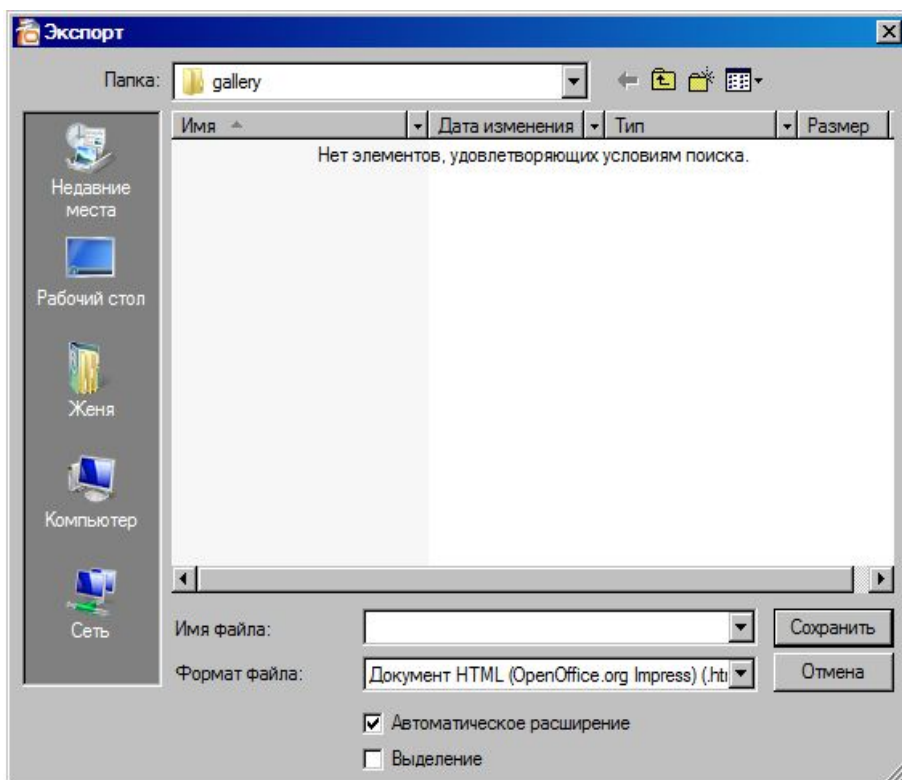 Экспорт
Папка: gallery
Имя Дата изменения Тип Размер
Нет элементов, удовлетворяющих условиям поиска.
Недавние
места
Рабочий стол
Женя
Компьютер
Сеть
Имя файла: Сохранить
Формат файла: Документ HTML (OpenOffice.org Impress) (.ht Отмена
Автоматическое расширение
Выделение